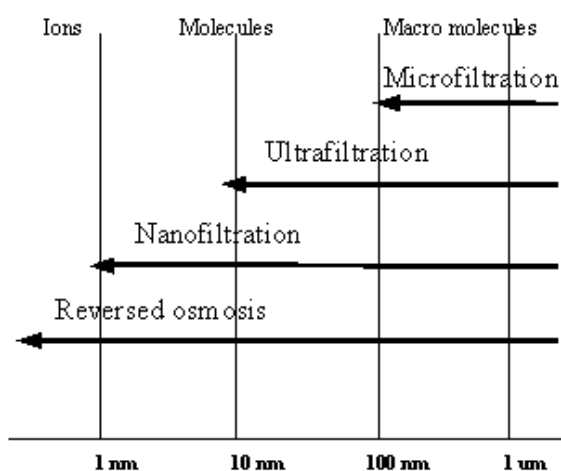 Ions Molecules Macro molecules
Microfiltration
Ultrafiltration
Nanofiltration
Reversed osmosis
1 nm 10 nm 100 nm 1 um